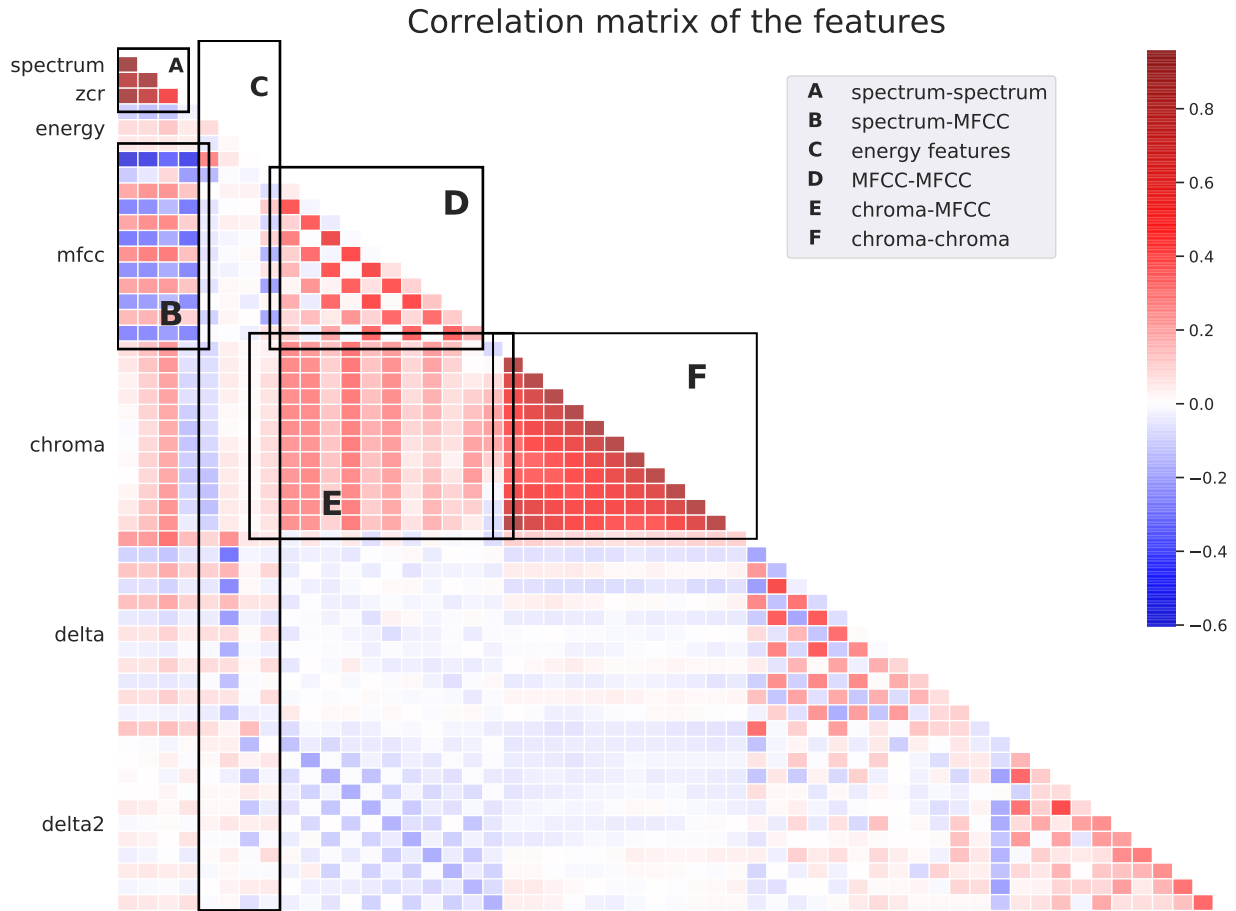 Correlation matrix of the features
spectrum
zcr
energy
mfcc
chroma
delta
delta2
A
C
D
B
E
F
A spectrum-spectrum
B spectrum-MFCC
C energy features
D MFCC-MFCC
E chroma-MFCC
F chroma-chroma
0.8
0.6
0.4
0.2
0.0
−0.2
−0.4
−0.6